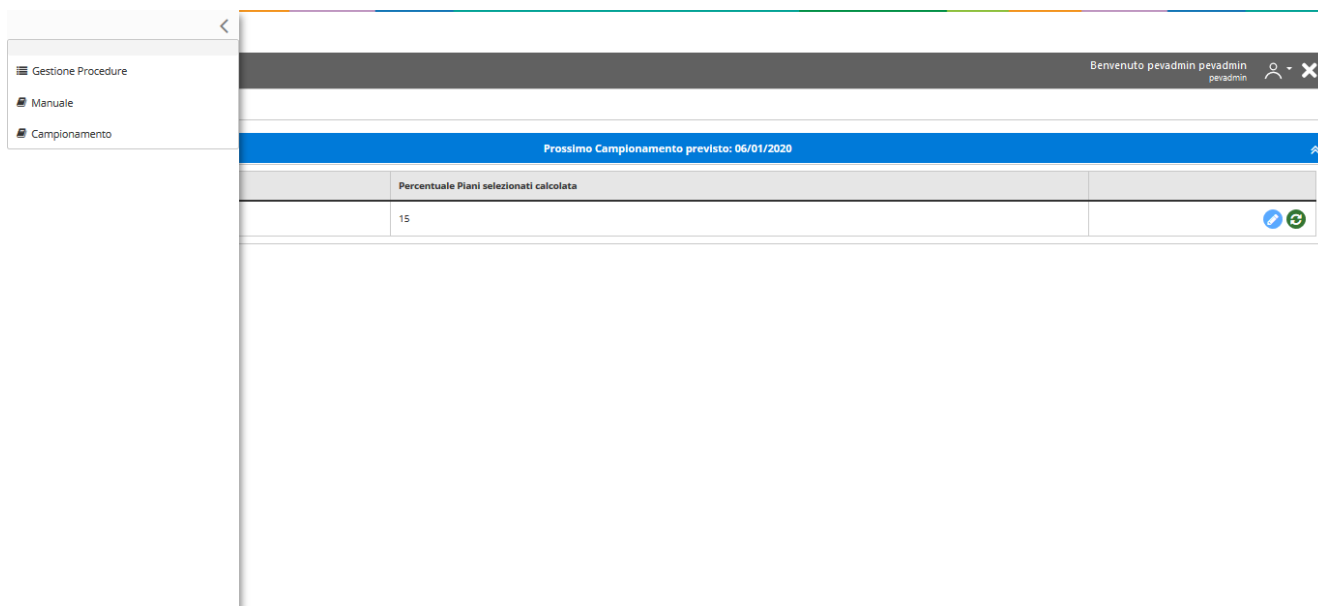 Gestione Procedure
Manuale
Campionamento
Benvenuto pevadmin pevadmin
pevadmin
Prossimo Campionamento previsto: 06/01/2020
Percentuale Piani selezionati calcolata
15